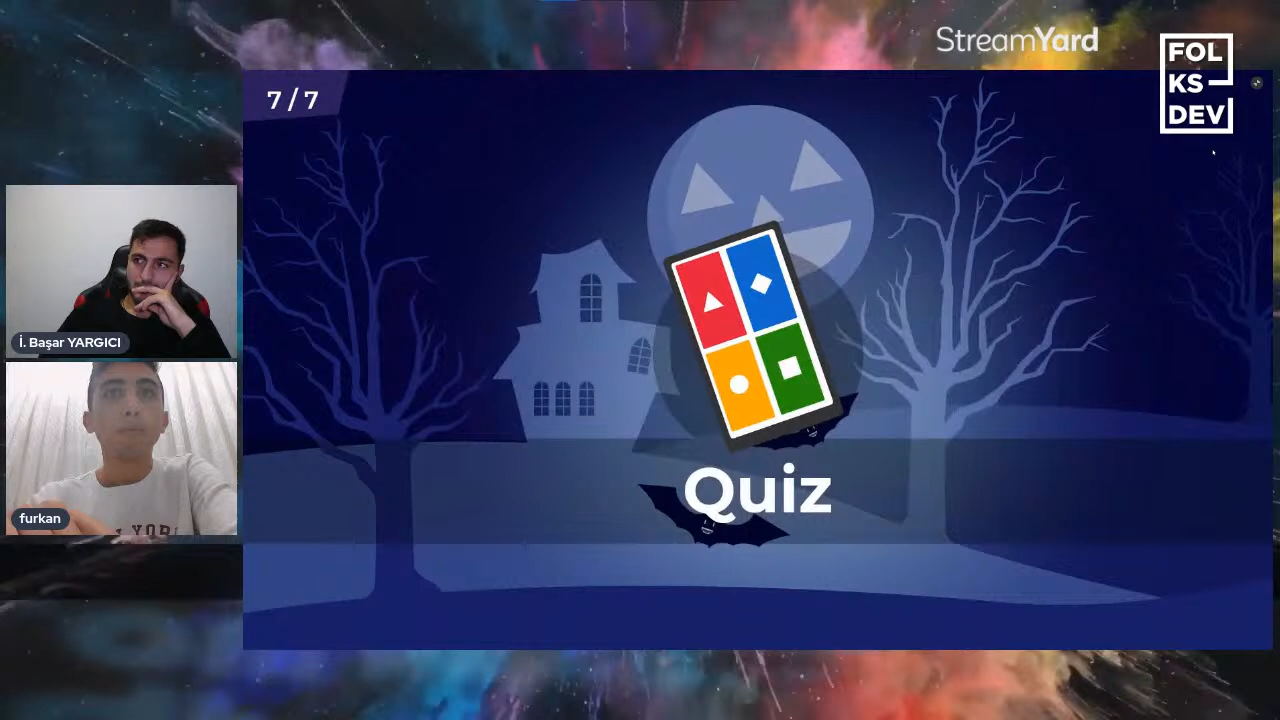 StreamYard
FOL
KS
DEV
7 / 7
İ. Başar YARGICI
furkan
Quiz